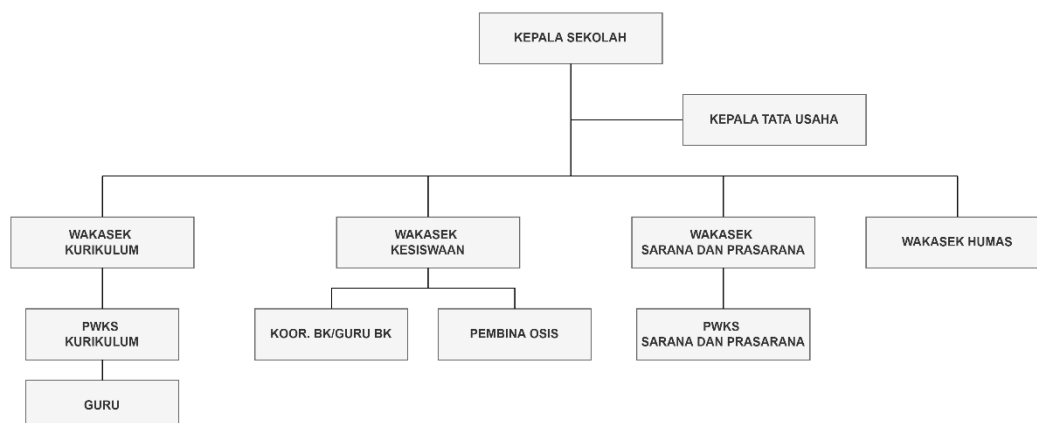 KEPALA SEKOLAH
KEPALA TATA USAHA
WAKASEK
KURIKULUM
WAKASEK
KESISWAAN
WAKASEK
SARANA DAN PRASARANA
WAKASEK HUMAS
PWKS
KURIKULUM
KOOR. BK/GURU BK
PEMBINA OSIS
PWKS
SARANA DAN PRASARANA
GURU